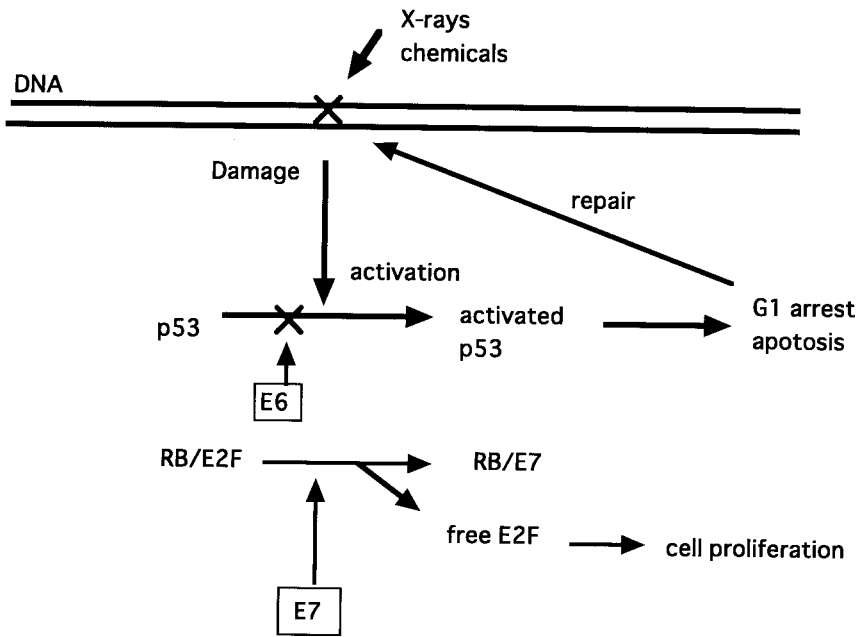 X-rays
chemicals
DNA
Damage
repair
activation
p53
activated
p53
G1 arrest
apotosis
E6
RB/E2F
RB/E7
free E2F
cell proliferation
E7